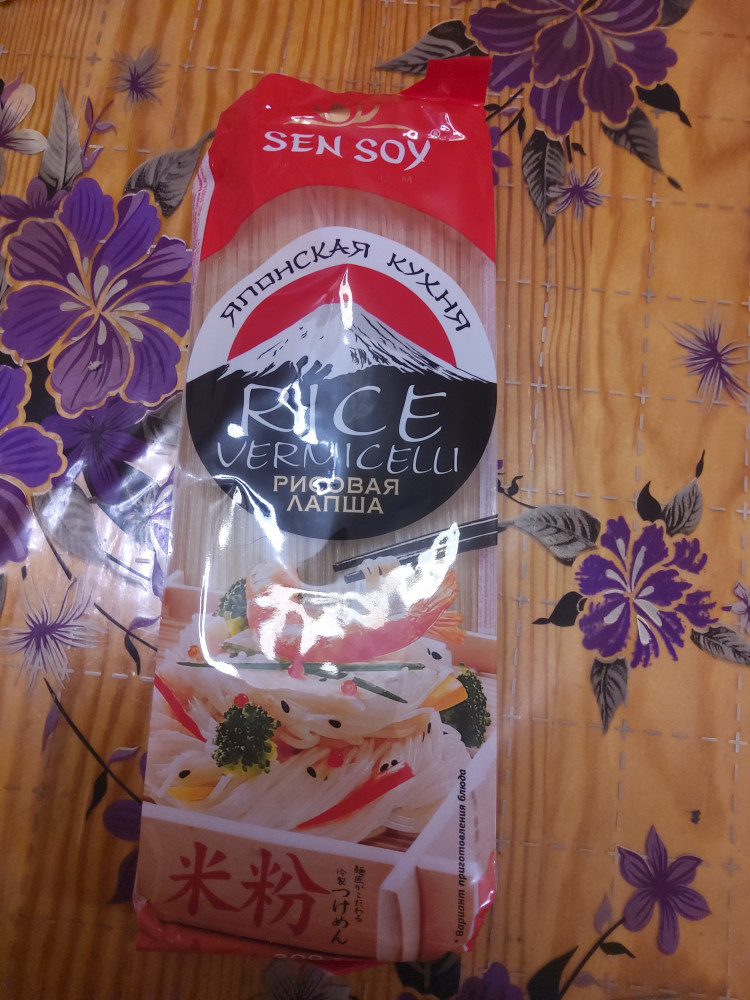 SEN SOY
ЯПОНСКАЯ КУХНЯ
RICE
VERMICELLI
РИСОВАЯ
ЛАПША
* Вариант приготовления блюда
米粉
つけめん